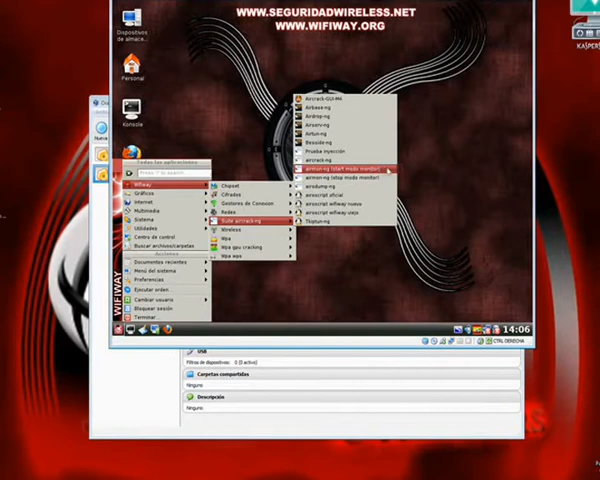 WWW.SEGURIDADWIRELESS.NET
WWW.WIFIWAY.ORG
Dispositivos
de almace...
Personal
Konsole
KASPERS
Nueva
Todas las aplicaciones
Wifiway
Gráficos
Internet
Multimedia
Sistema
Utilidades
Centro de control
Buscar archivos/carpetas
Acciones
Documentos recientes
Menú del sistema
Preferencias
Ejecutar orden
Cambiar usuario
Bloquear sesión
Terminar
WIFIWAY
Chipset
Cifrados
Gestores de Conexion
Redes
Suite aircrack-ng
Wireless
Wpa
Wpa gpu cracking
Wpa wps
Aircrack-GUI-M4
Airbase-ng
Airdrop-ng
Airserv-ng
Airtun-ng
Besside-ng
Prueba inyección
aircrack-ng
airmon-ng (start modo monitor)
airmon-ng (stop modo monitor)
airodump-ng
airoscript oficial
airoscript wifiway nuevo
airoscript wifiway viejo
Tkiptun-ng
14:06
CTRL DERECHA
USB
Filtros de dispositivos: 0 (0 activo)
Carpetas compartidas
Ninguno
Descripción
Ninguno